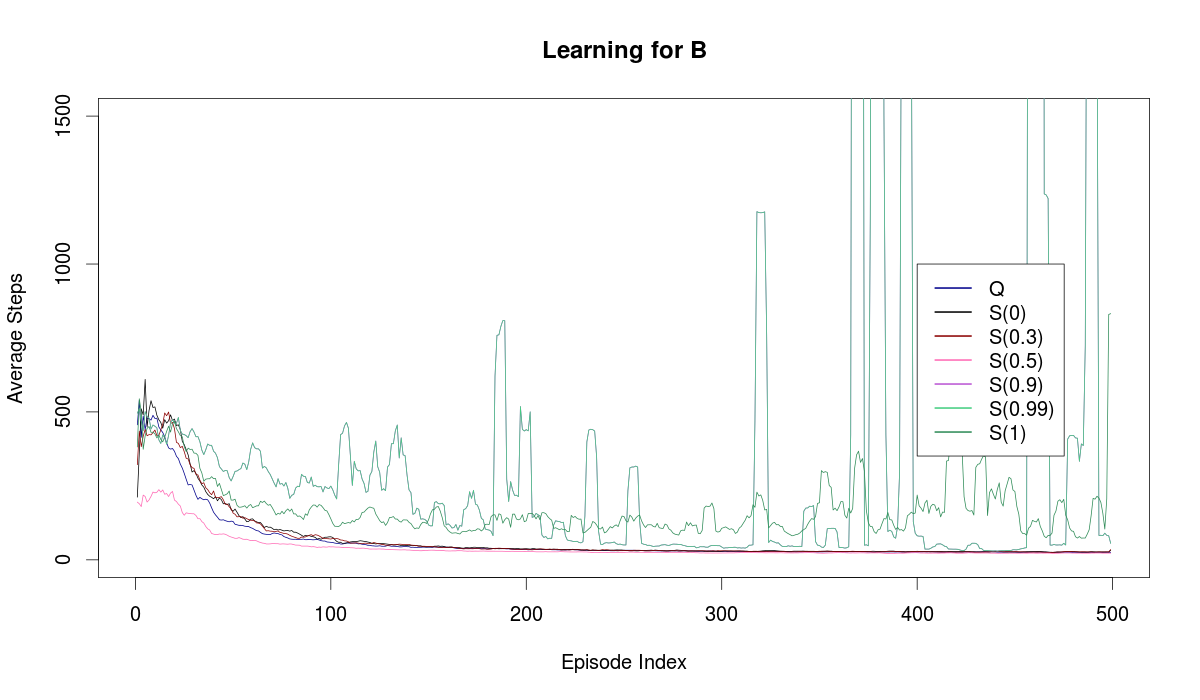 Learning for B
Average Steps
1500
1000
500
0
Q
S(0)
S(0.3)
S(0.5)
S(0.9)
S(0.99)
S(1)
0 100 200 300 400 500
Episode Index